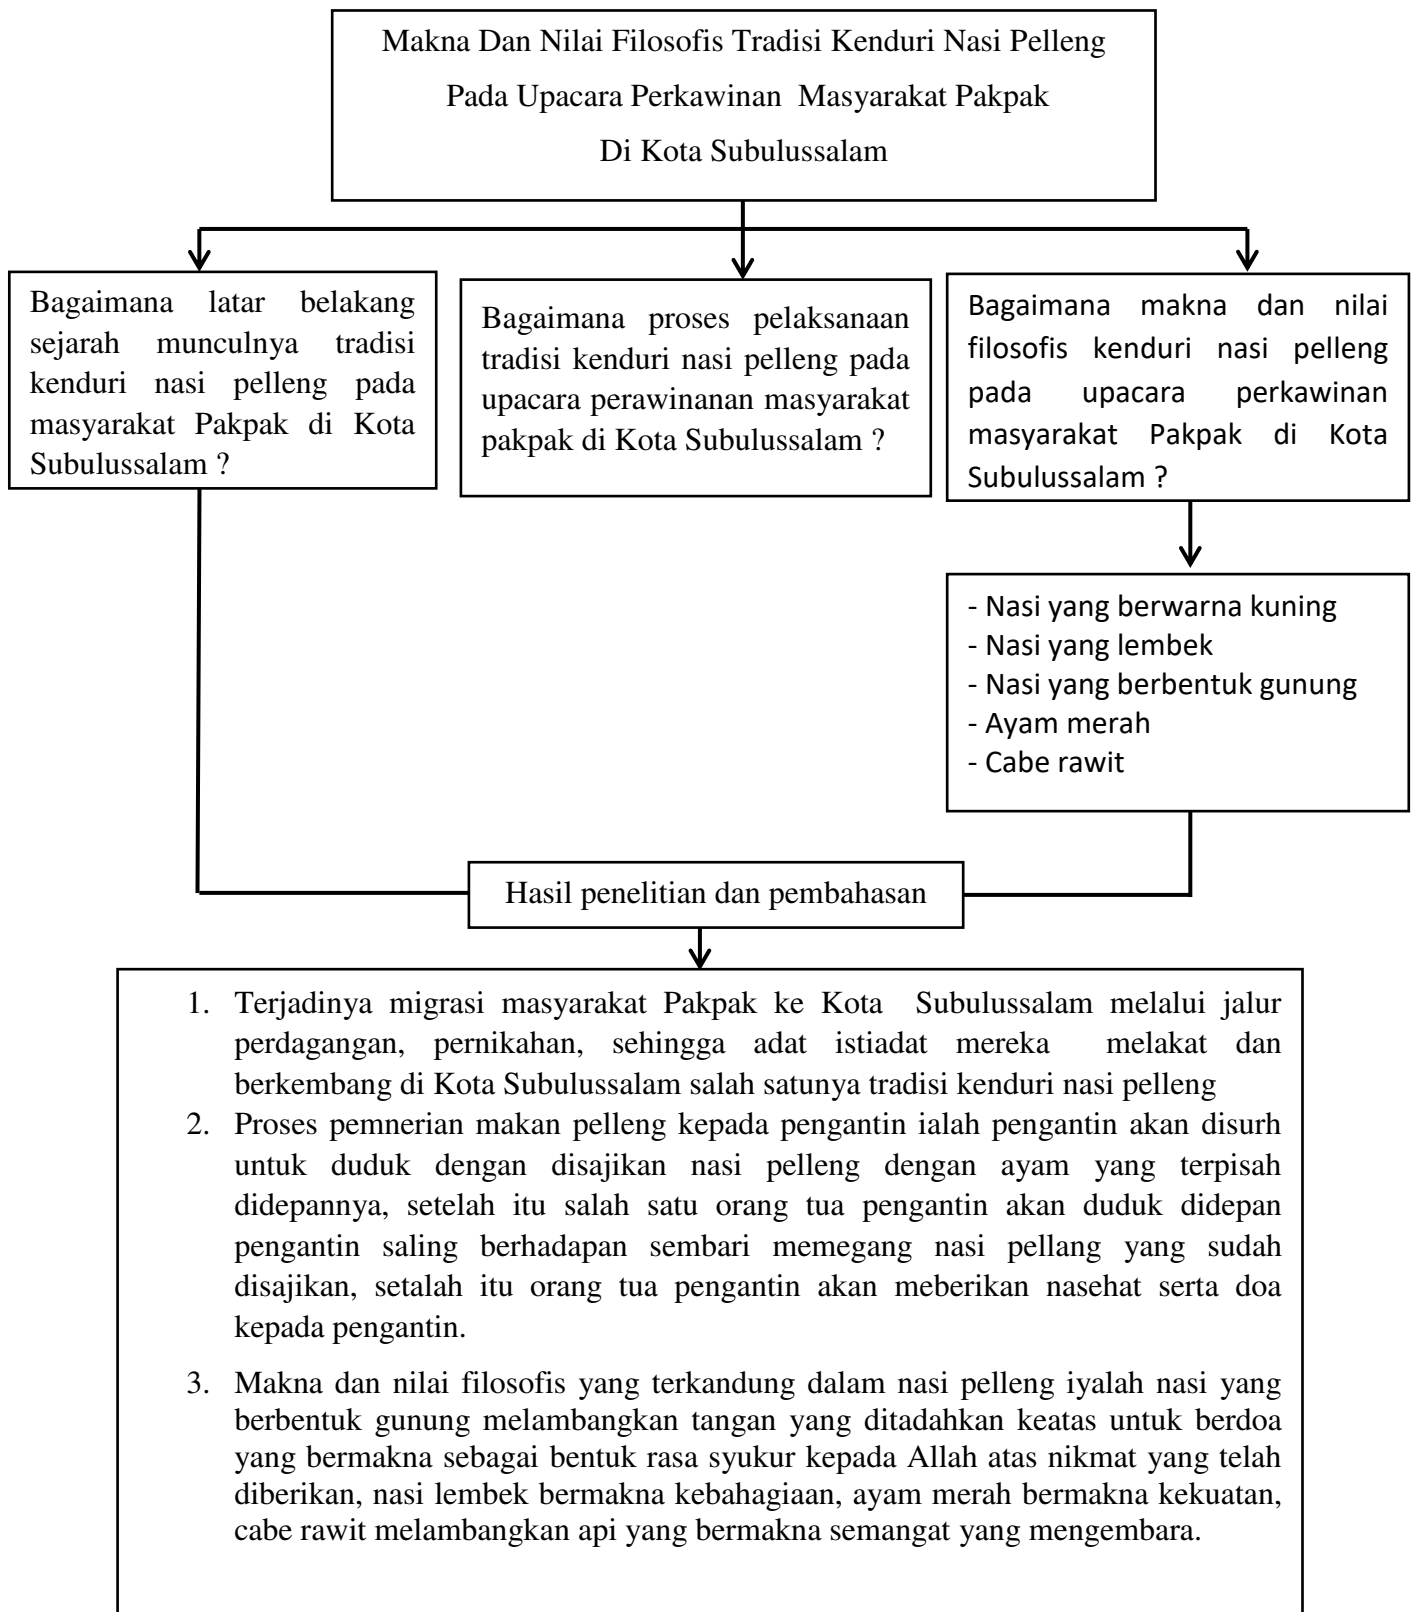 Makna Dan Nilai Filosofis Tradisi Kenduri Nasi Pelleng
Pada Upacara Perkawinan Masyarakat Pakpak
Di Kota Subulussalam
Bagaimana latar belakang
sejarah munculnya tradisi
kenduri nasi pelleng pada
masyarakat Pakpak di Kota
Subulussalam ?
Bagaimana proses pelaksanaan
tradisi kenduri nasi pelleng pada
upacara perawinanan masyarakat
pakpak di Kota Subulussalam ?
Bagaimana makna dan nilai
filosofis kenduri nasi pelleng
pada upacara perkawinan
masyarakat Pakpak di Kota
Subulussalam ?
- Nasi yang berwarna kuning
- Nasi yang lembek
- Nasi yang berbentuk gunung
- Ayam merah
- Cabe rawit
Hasil penelitian dan pembahasan
1. Terjadinya migrasi masyarakat Pakpak ke Kota Subulussalam melalui jalur
perdagangan, pernikahan, sehingga adat istiadat mereka melakat dan
berkembang di Kota Subulussalam salah satunya tradisi kenduri nasi pelleng
2. Proses pemnerian makan pelleng kepada pengantin ialah pengantin akan disurh
untuk duduk dengan disajikan nasi pelleng dengan ayam yang terpisah
didepannya, setelah itu salah satu orang tua pengantin akan duduk didepan
pengantin saling berhadapan sembari memegang nasi pellang yang sudah
disajikan, setalah itu orang tua pengantin akan meberikan nasehat serta doa
kepada pengantin.
3. Makna dan nilai filosofis yang terkandung dalam nasi pelleng iyalah nasi yang
berbentuk gunung melambangkan tangan yang ditadahkan keatas untuk berdoa
yang bermakna sebagai bentuk rasa syukur kepada Allah atas nikmat yang telah
diberikan, nasi lembek bermakna kebahagiaan, ayam merah bermakna kekuatan,
cabe rawit melambangkan api yang bermakna semangat yang mengembara.